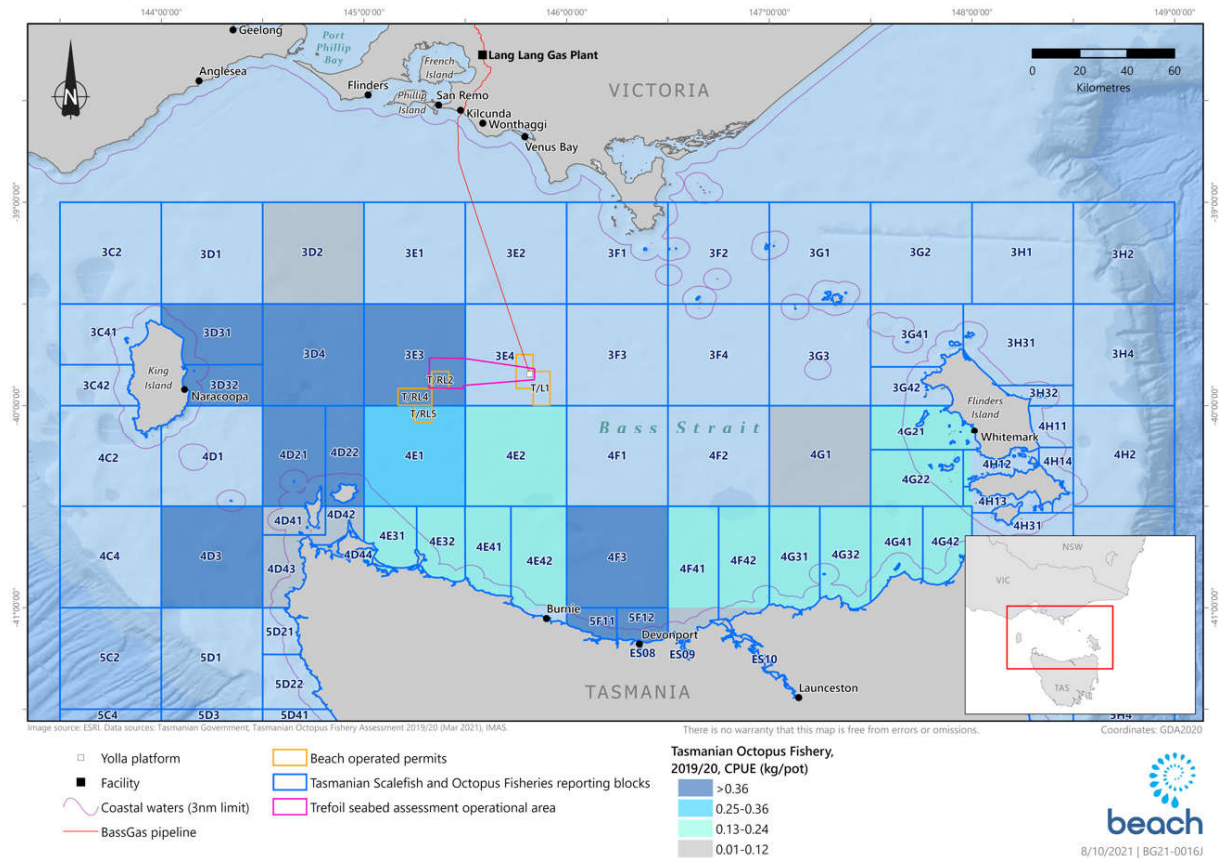 144°00'00"
145°00'00"
146°00'00"
147°00'00"
148°00'00"
149°00'00"
Geelong
Port
Phillip
Bay
Lang Lang Gas Plant
French
Island
Anglesea
Flinders
Phillip
Island
San Remo
Kilcunda
Wonthaggi
Venus Bay
VICTORIA
N
0 20 40 60
Kilometres
-39°00'00"
-39°00'00"
3C2
3D1
3D2
3E1
3E2
3F1
3F2
3G1
3G2
3H1
3H2
3C41
3D31
3D4
3E3
3E4
3F3
3F4
3G3
3G41
3H31
3H4
3C42
King
Island
3D32
Naracoopa
T/RL2
T/RL4
T/RL5
T/L1
3G42
3H32
Flinders
Island
-40°00'00"
-40°00'00"
Bass Strait
4C2
4D1
4D21
4D22
4E1
4E2
4F1
4F2
4G1
4G21
4G22
Whitemark
4H11
4H12
4H14
4H2
4H13
4H31
4C4
4D3
4D41
4D42
4D43
4D44
4E31
4E32
4E41
4E42
4F3
4F41
4F42
4G31
4G32
4G41
4G42
-41°00'00"
-41°00'00"
Burnie
5F11
5F12
Devonport
ES08
ES09
ES10
Launceston
5C2
5D1
5D21
5D22
5C4
5D3
5D41
5H4
TASMANIA
NSW
VIC
TAS
Image source: ESRI. Data sources: Tasmanian Government; Tasmanian Octopus Fishery Assessment 2019/20 (Mar 2021), IMAS.
There is no warranty that this map is free from errors or omissions.
Coordinates: GDA2020
Yolla platform
Facility
Coastal waters (3nm limit)
BassGas pipeline
Beach operated permits
Tasmanian Scalefish and Octopus Fisheries reporting blocks
Trefoil seabed assessment operational area
Tasmanian Octopus Fishery,
2019/20, CPUE (kg/pot)
>0.36
0.25-0.36
0.13-0.24
0.01-0.12
beach
8/10/2021 | BG21-0016J